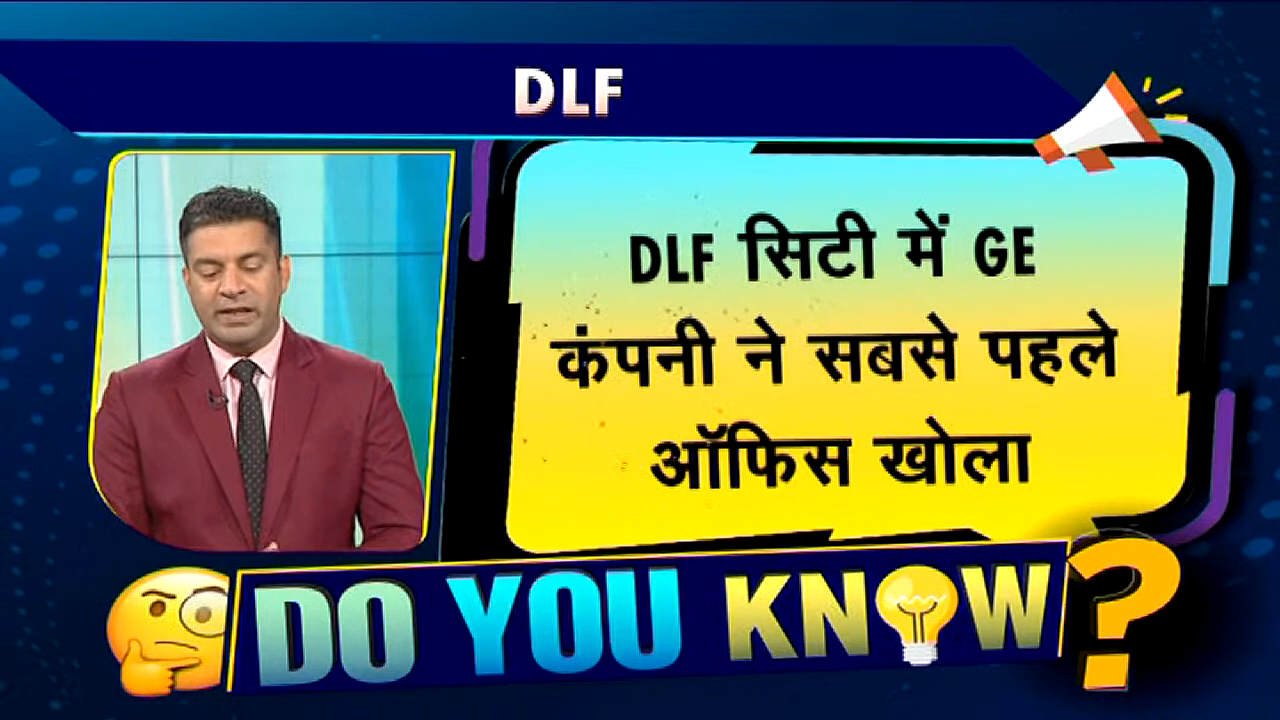 DLF
DLF सिटी में GE
कंपनी ने सबसे पहले
ऑफिस खोला
DO YOU KNOW?